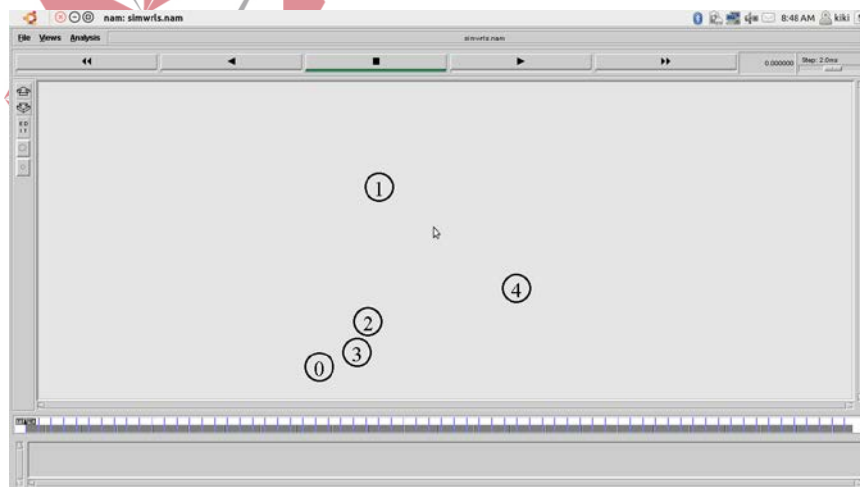 nam: simwrls.nam
8:48 AM kiki
File Views Analysis simwrls.nam
0.000000 Step: 2.0ms
1
4
2
3
0